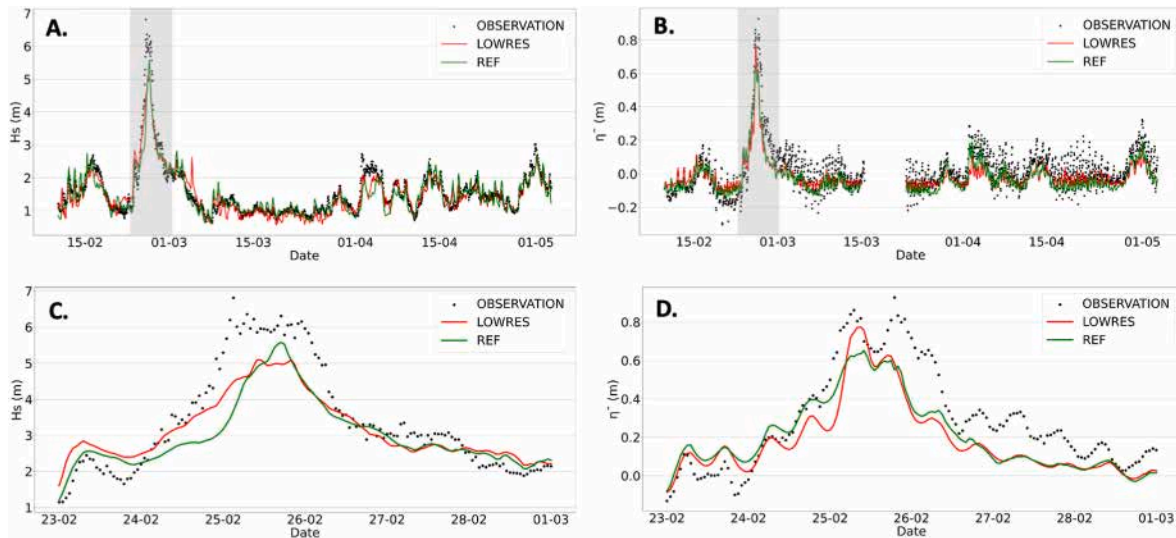 A.
OBSERVATION
LOWRES
REF
Hs (m)
7
6
5
4
3
2
1
15-02 01-03 15-03 01-04 15-04 01-05
Date
B.
OBSERVATION
LOWRES
REF
η¯ (m)
0.8
0.6
0.4
0.2
0.0
−0.2
15-02 01-03 15-03 01-04 15-04 01-05
Date
C.
OBSERVATION
LOWRES
REF
Hs (m)
7
6
5
4
3
2
1
23-02 24-02 25-02 26-02 27-02 28-02 01-03
Date
D.
OBSERVATION
LOWRES
REF
η¯ (m)
0.8
0.6
0.4
0.2
0.0
23-02 24-02 25-02 26-02 27-02 28-02 01-03
Date